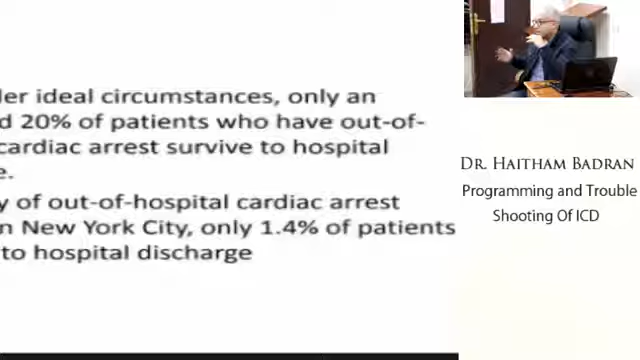 er ideal circumstances, only an
d 20% of patients who have out-of-
cardiac arrest survive to hospital
e.
y of out-of-hospital cardiac arrest
n New York City, only 1.4% of patients
to hospital discharge
DR. HAITHAM BADRAN
Programming and Trouble
Shooting Of ICD